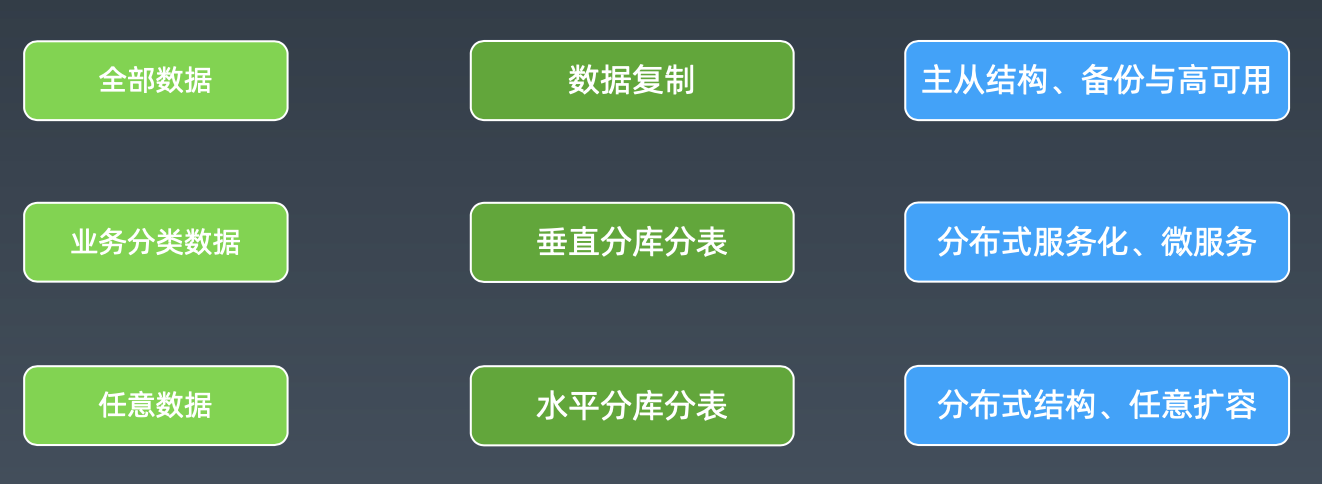 全部数据
数据复制
主从结构、备份与高可用
业务分类数据
垂直分库分表
分布式服务化、微服务
任意数据
水平分库分表
分布式结构、任意扩容